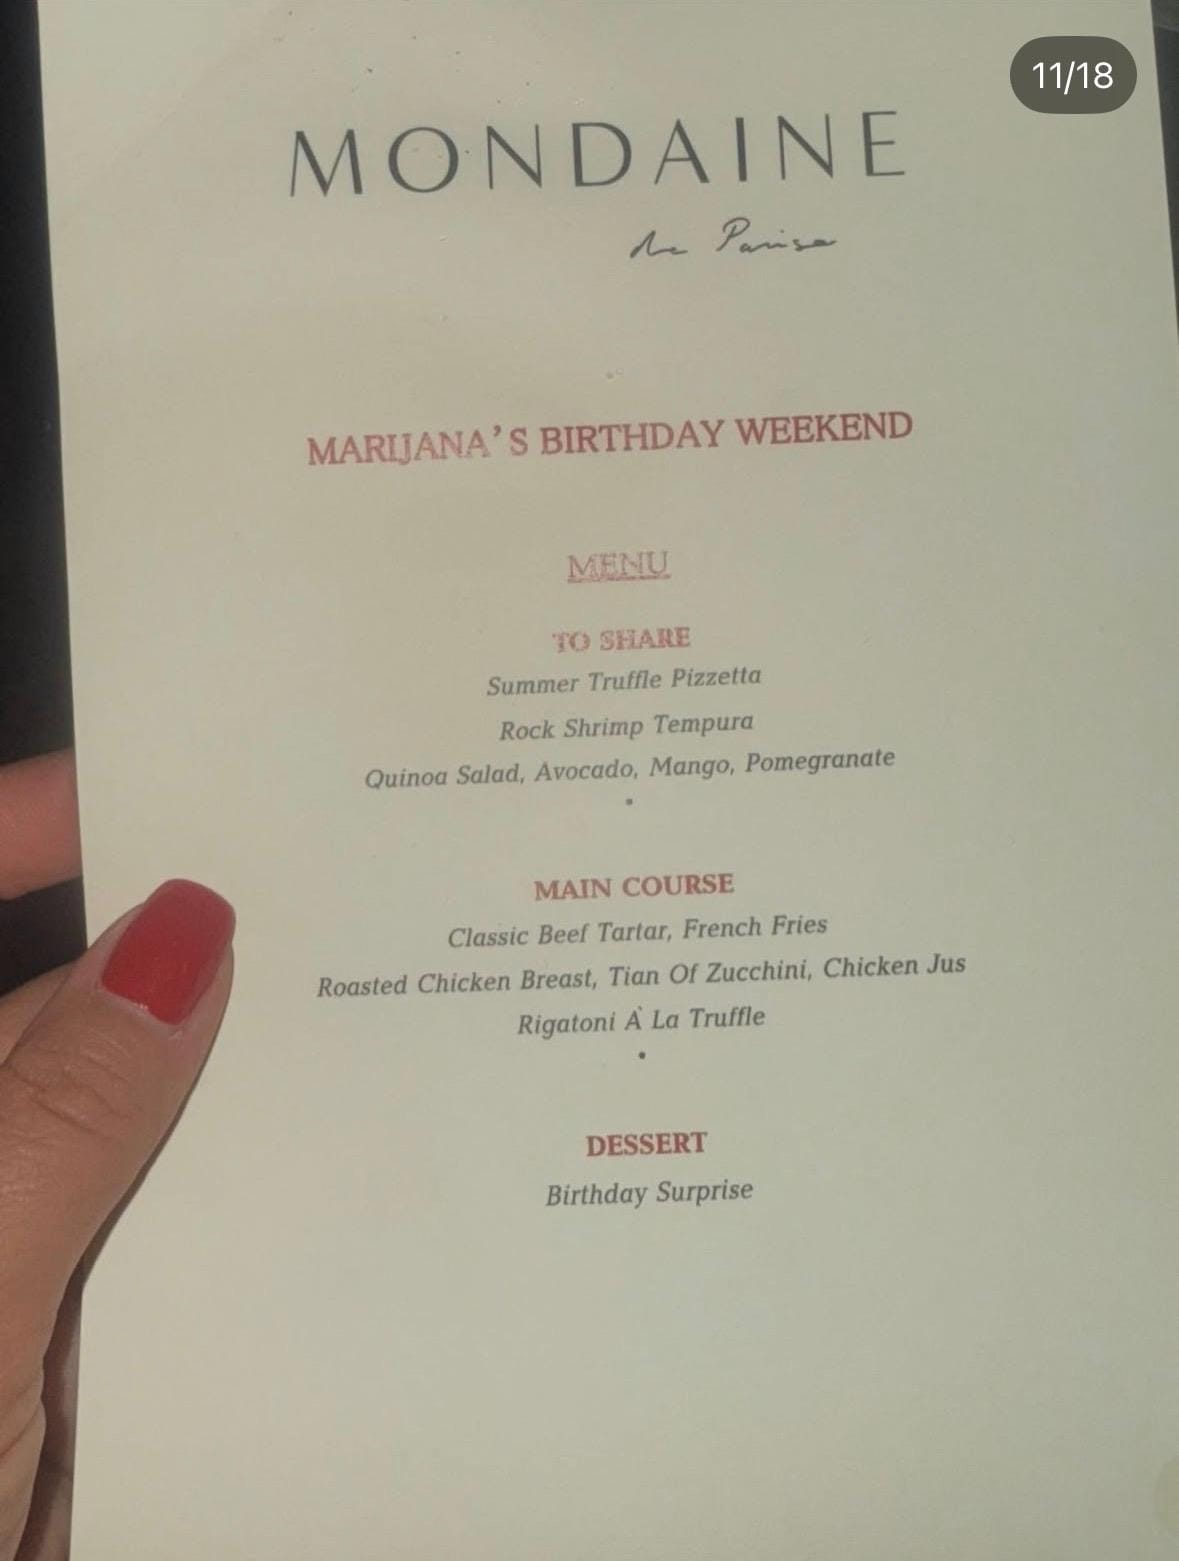 11/18
MONDAINE
de Pariso
MARIJANA'S BIRTHDAY WEEKEND
MENU
TO SHARE
Summer Truffle Pizzetta
Rock Shrimp Tempura
Quinoa Salad, Avocado, Mango, Pomegranate
•
MAIN COURSE
Classic Beef Tartar, French Fries
Roasted Chicken Breast, Tian Of Zucchini, Chicken Jus
Rigatoni À La Truffle
•
DESSERT
Birthday Surprise